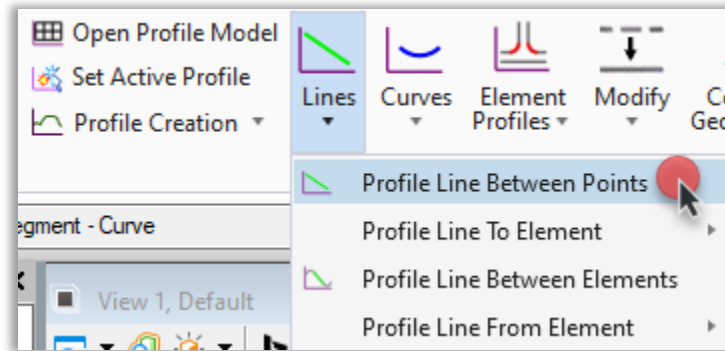 Open Profile Model
Set Active Profile
Profile Creation
Lines
Curves
Element
Profiles
Modify
Profile Line Between Points
Profile Line To Element
Profile Line Between Elements
Profile Line From Element
egment - Curve
View 1, Default